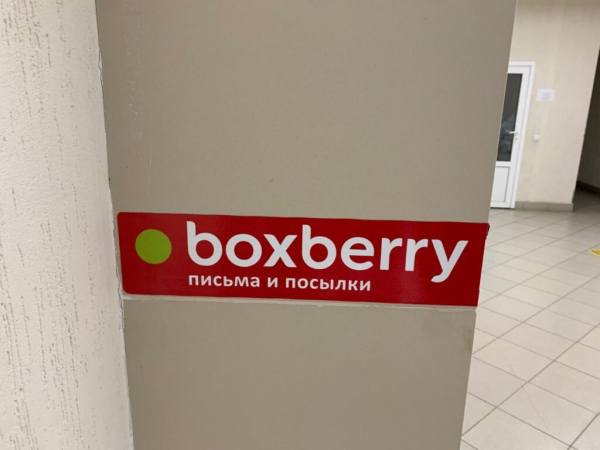 boxberry
письма и посылки